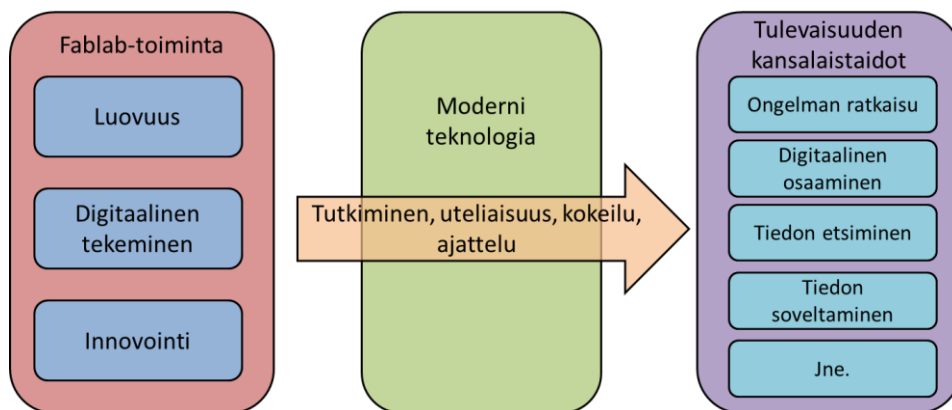 Fablab-toiminta
Luovuus
Digitaalinen
tekeminen
Innovointi
Moderni
teknologia
Tutkiminen, uteliaisuus, kokeilu,
ajattelu
Tulevaisuuden
kansalaistaidot
Ongelman ratkaisu
Digitaalinen
osaaminen
Tiedon etsiminen
Tiedon
soveltaminen
Jne.